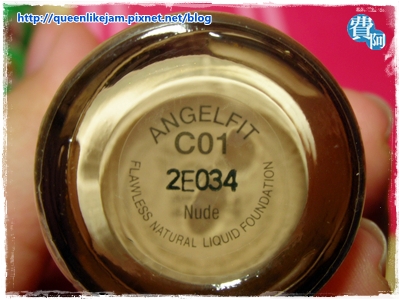 http://queenlikejam.pixnet.net/blog
費
阿
ANGELFIT
C01
2E034
Nude
FLAWLESS NATURAL LIQUID FOUNDATION